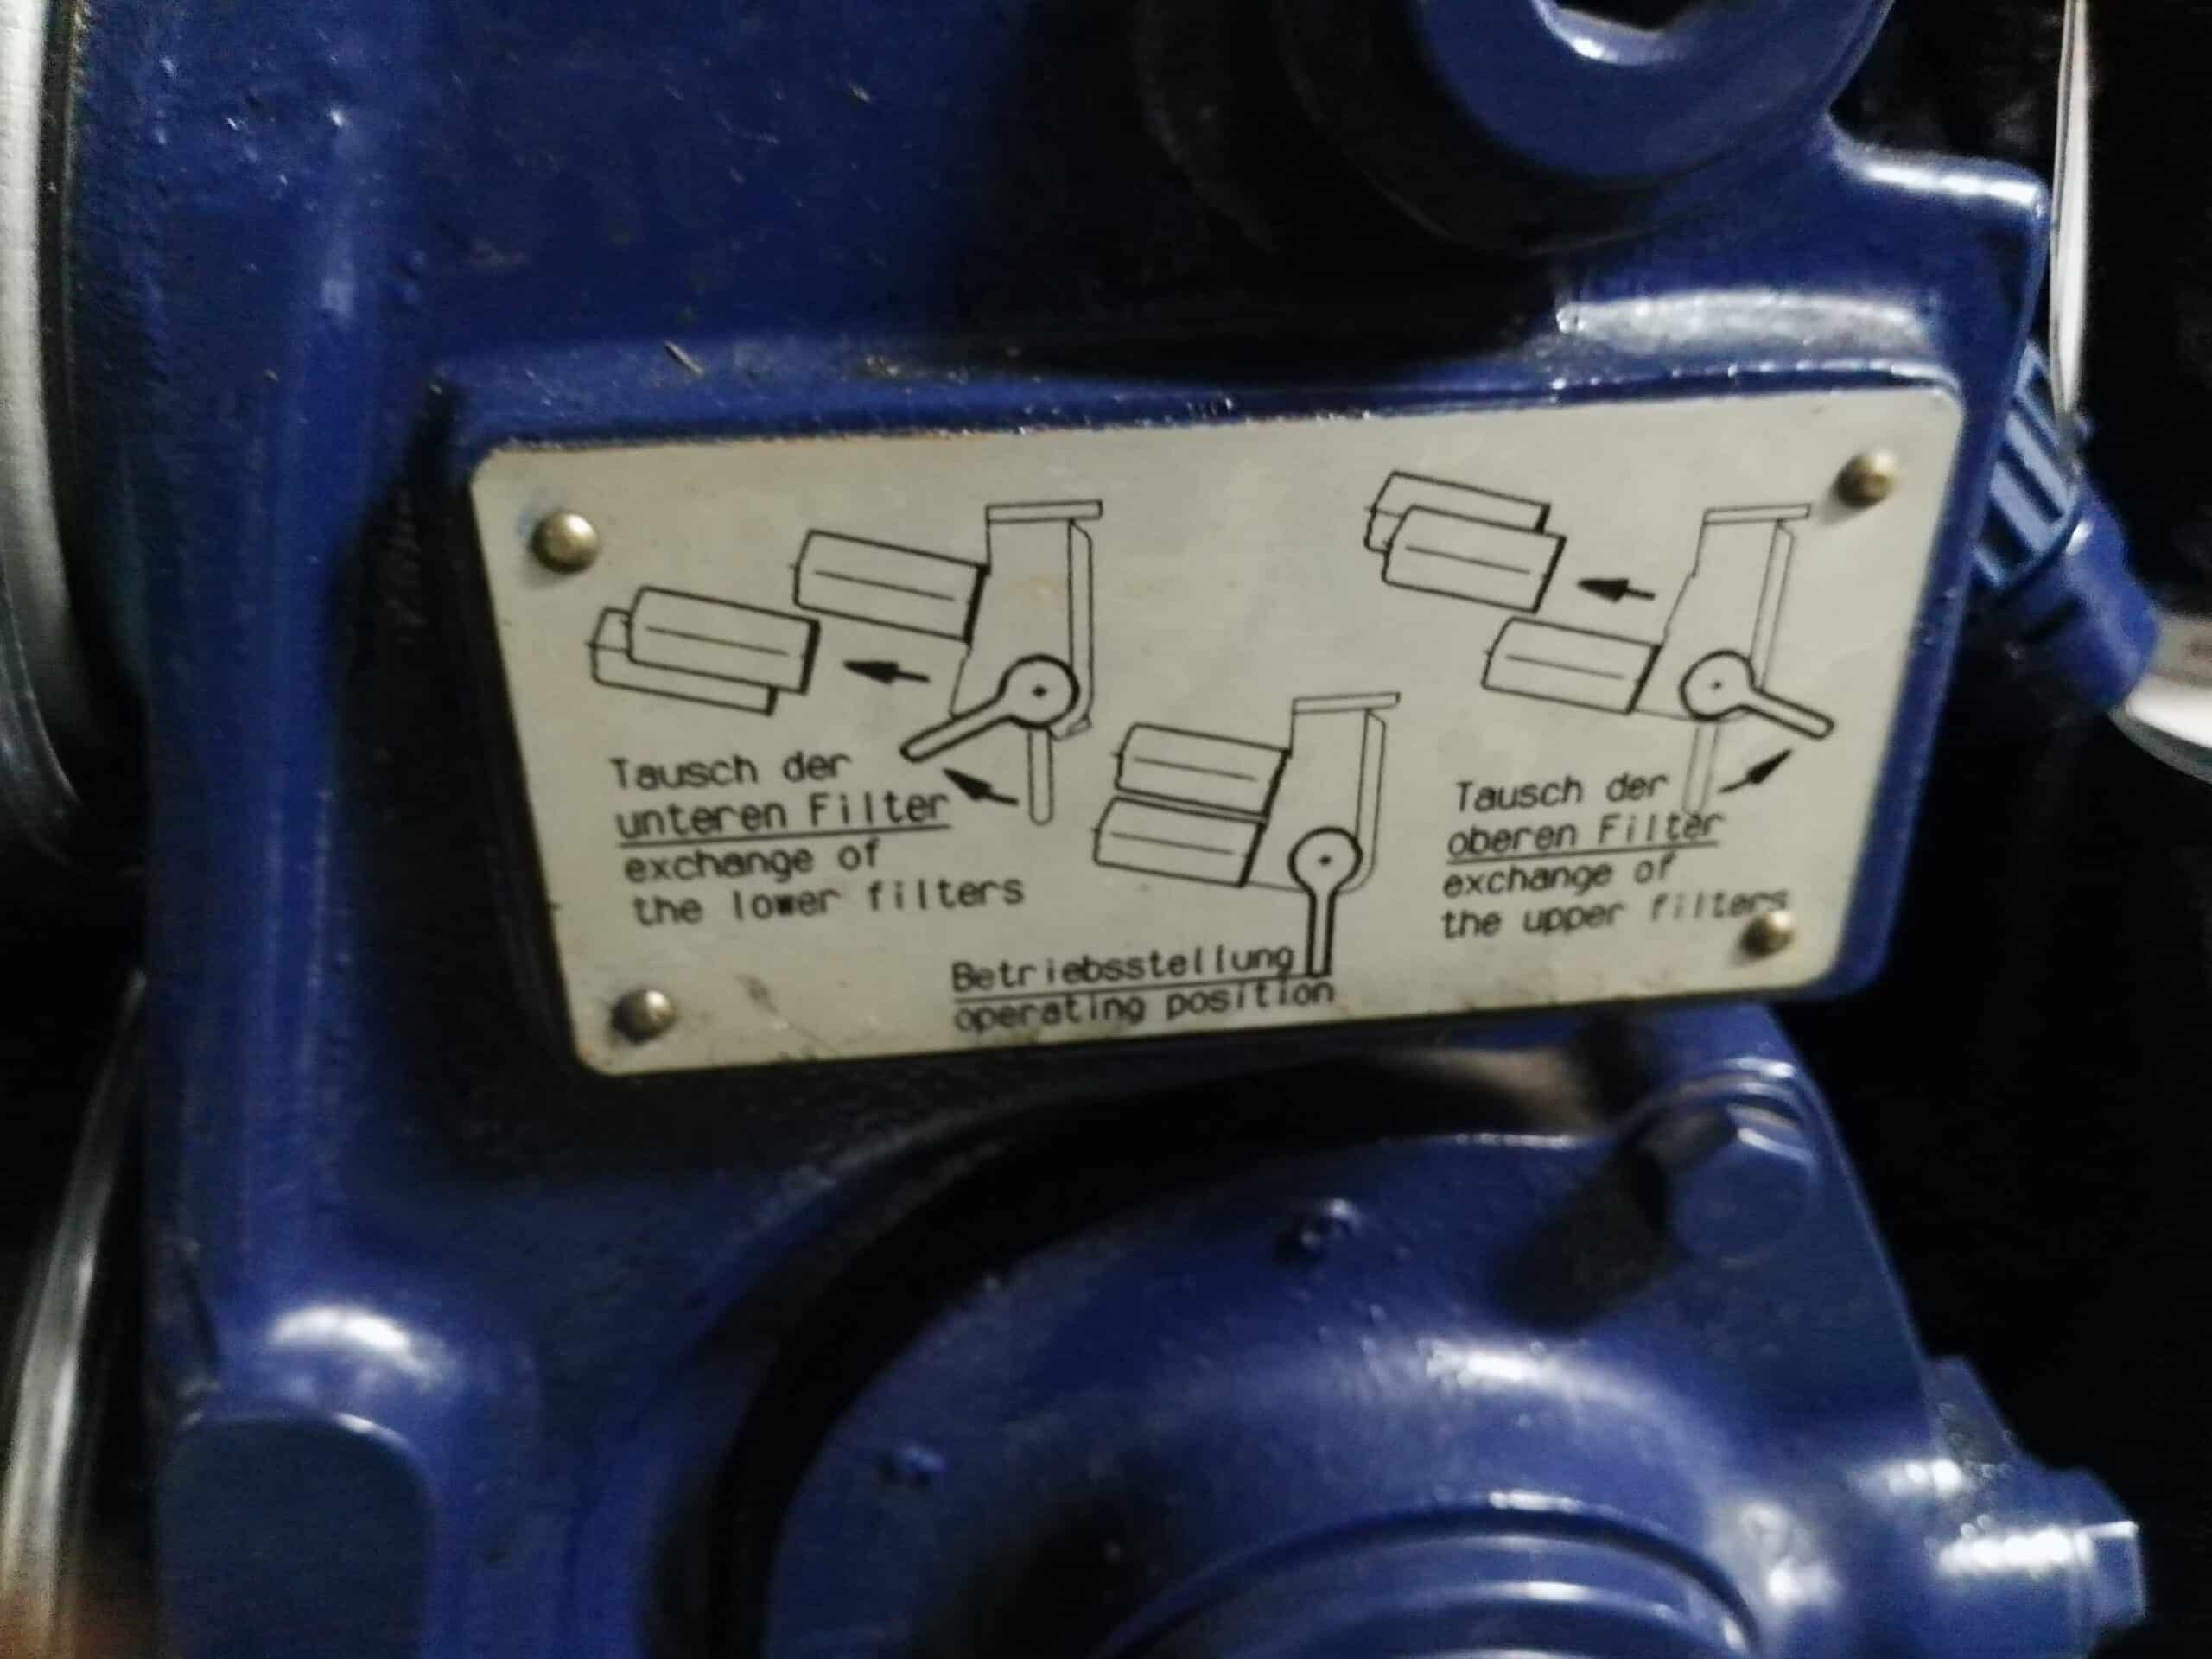 Tausch der
unteren Filter
exchange of
the lower filters
Betriebsstellung
operating position
Tausch der
oberen Filter
exchange of
the upper filters